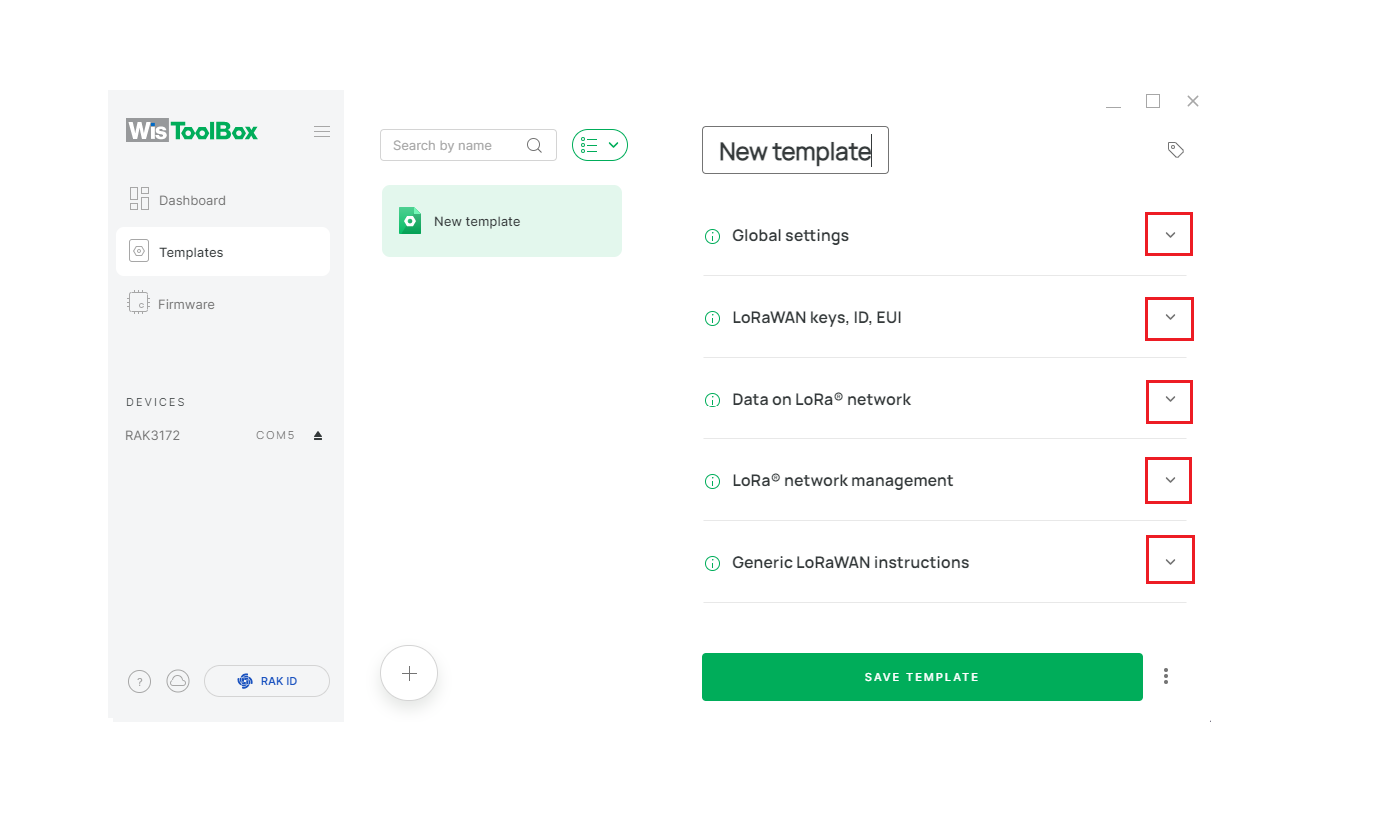 WisToolBox
Dashboard
Templates
Firmware
DEVICES
RAK3172 COM5
? RAK ID
Search by name
New template
New template
Global settings
LoRaWAN keys, ID, EUI
Data on LoRa® network
LoRa® network management
Generic LoRaWAN instructions
SAVE TEMPLATE